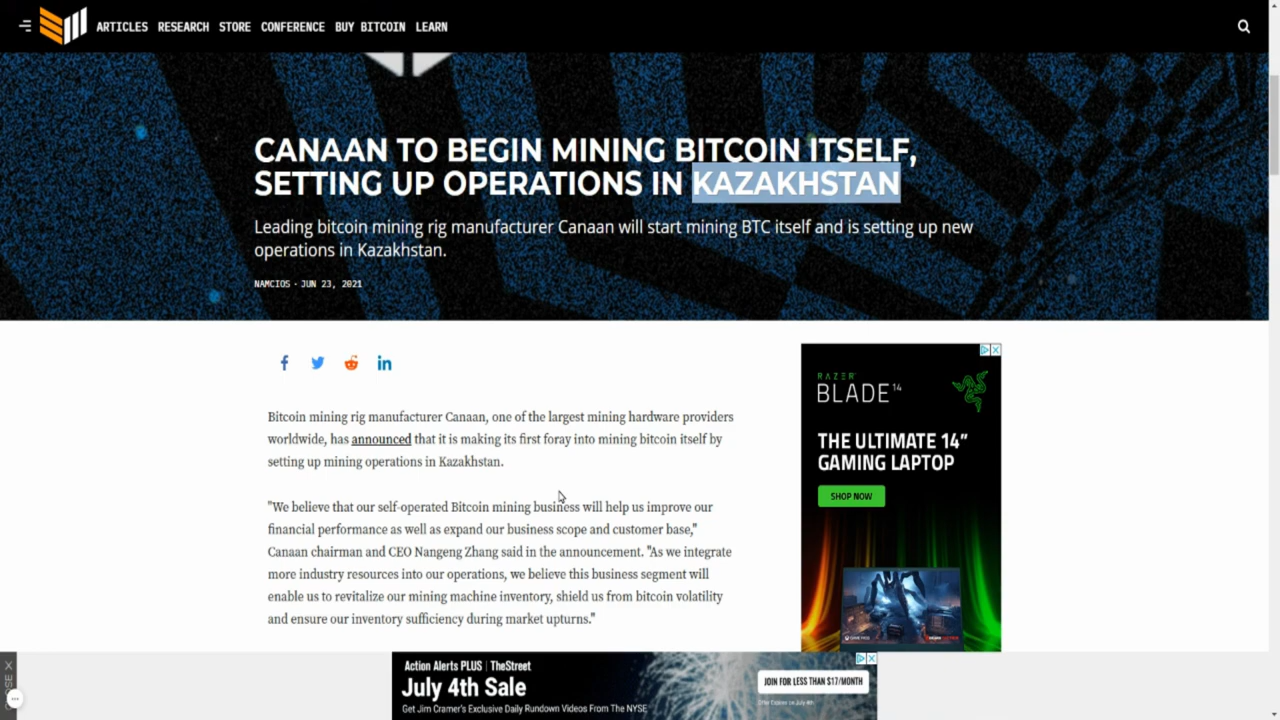 ARTICLES RESEARCH STORE CONFERENCE BUY BITCOIN LEARN
CANAAN TO BEGIN MINING BITCOIN ITSELF,
SETTING UP OPERATIONS IN KAZAKHSTAN
Leading bitcoin mining rig manufacturer Canaan will start mining BTC itself and is setting up new
operations in Kazakhstan.
NAMCIOS · JUN 23, 2021
Bitcoin mining rig manufacturer Canaan, one of the largest mining hardware providers
worldwide, has announced that it is making its first foray into mining bitcoin itself by
setting up mining operations in Kazakhstan.
"We believe that our self-operated Bitcoin mining business will help us improve our
financial performance as well as expand our business scope and customer base,"
Canaan chairman and CEO Nangeng Zhang said in the announcement. "As we integrate
more industry resources into our operations, we believe this business segment will
enable us to revitalize our mining machine inventory, shield us from bitcoin volatility
and ensure our inventory sufficiency during market upturns."
RAZER
BLADE 14
THE ULTIMATE 14”
GAMING LAPTOP
SHOP NOW
Action Alerts PLUS | TheStreet
July 4th Sale
Get Jim Cramer's Exclusive Daily Rundown Videos From The NYSE
JOIN FOR LESS THAN $17/MONTH